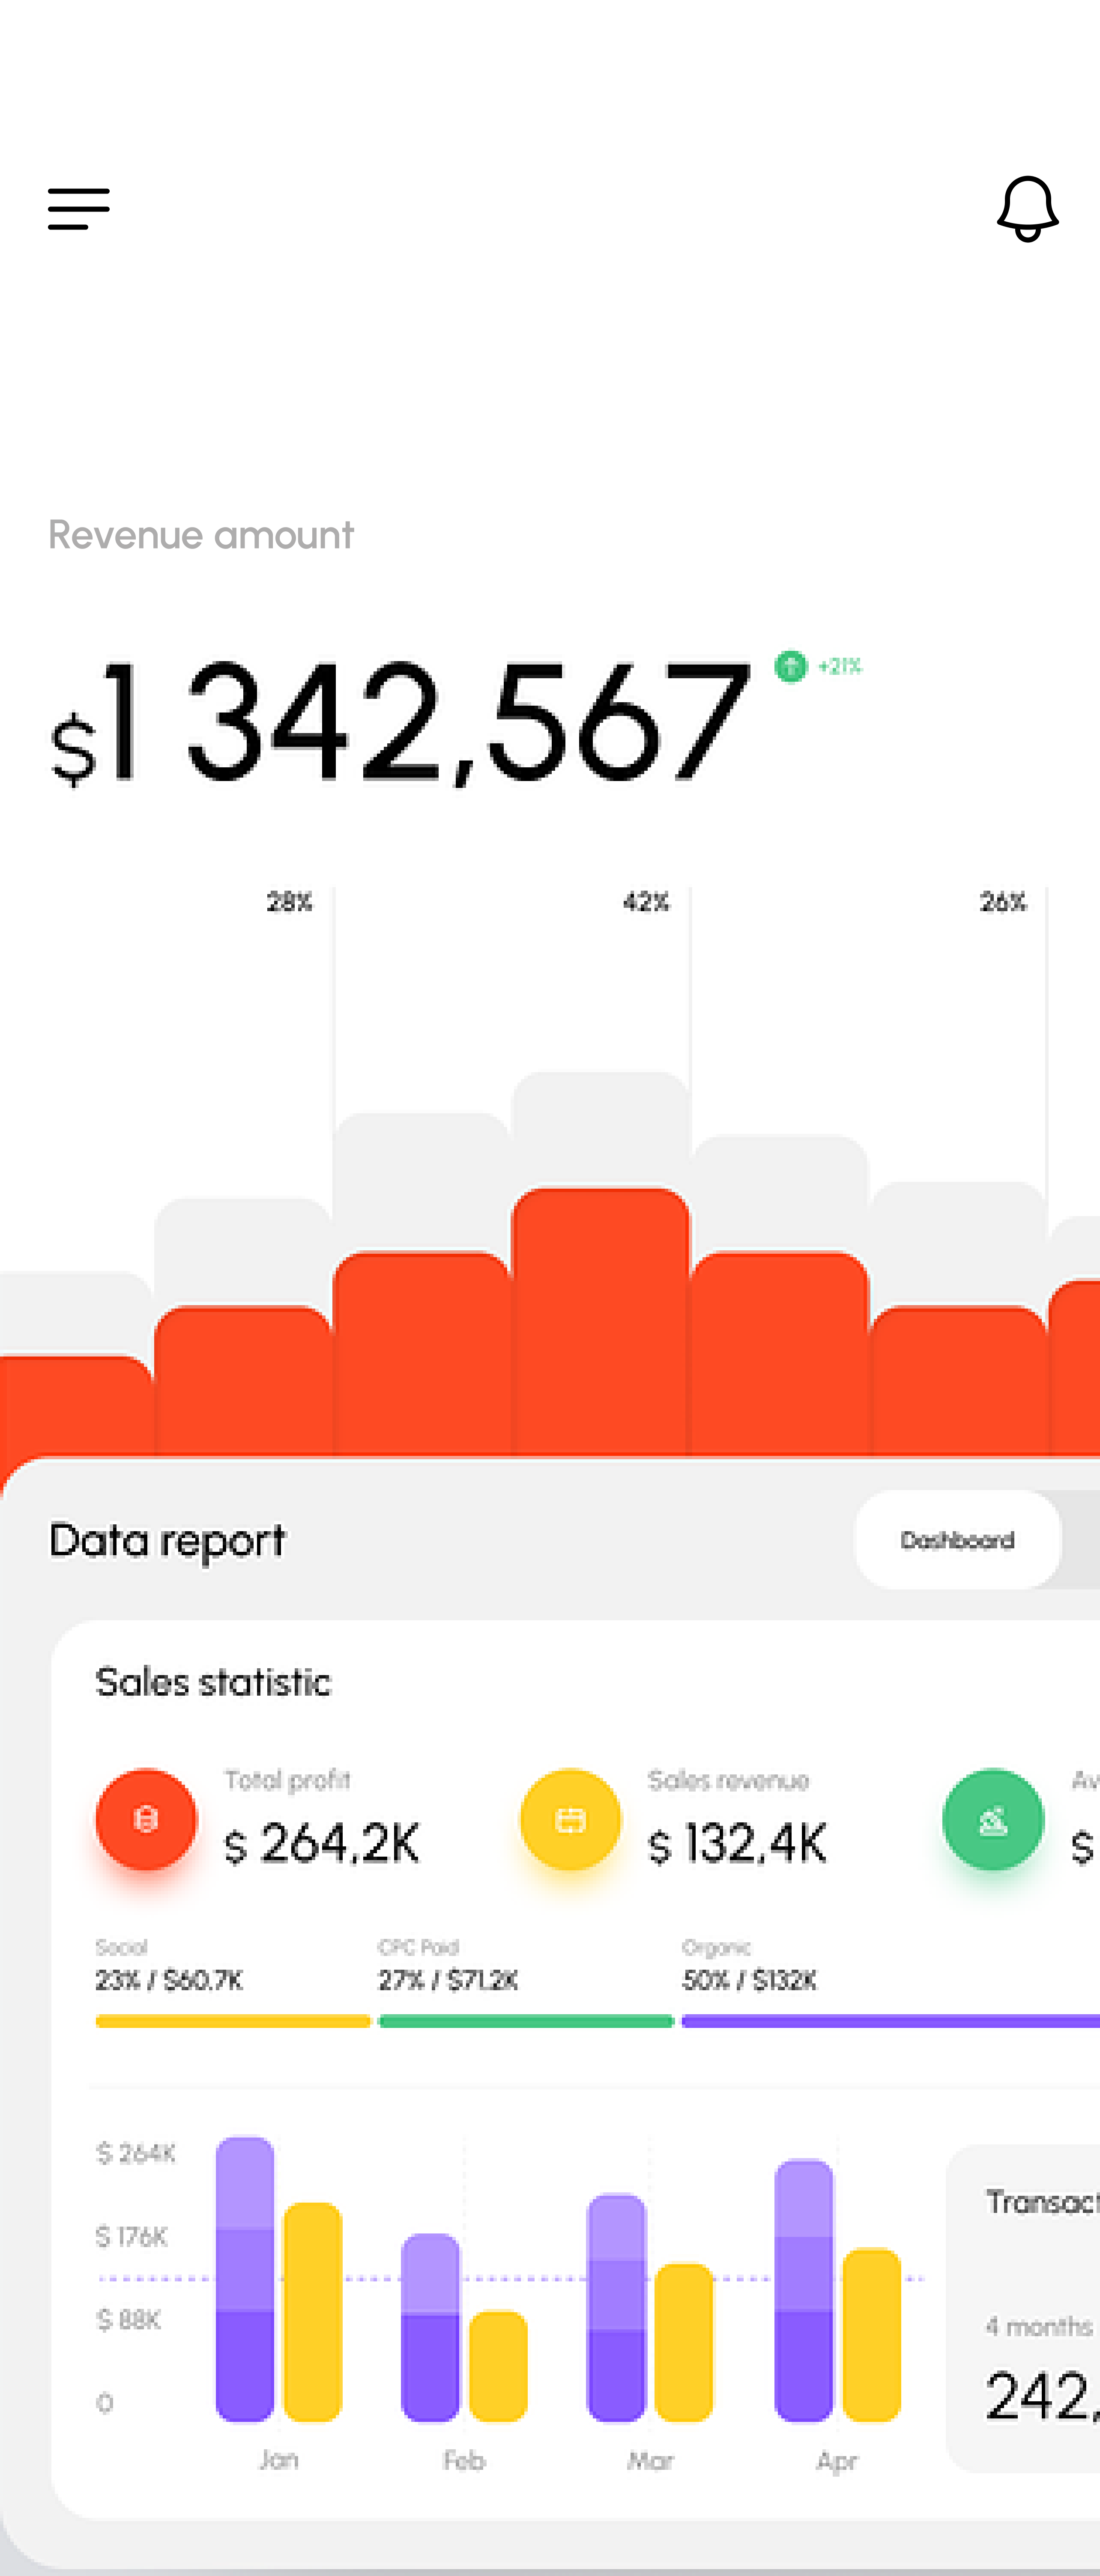 Revenue amount
$1 342,567 +21%
28% 42% 26%
Data report
Dashboard
Sales statistic
Total profit
$ 264,2K
Sales revenue
$ 132,4K
Av
$
Social
23% / $60.7K
CPC Paid
27% / $71.2K
Organic
50% / $132K
$ 264K
$ 176K
$ 88K
0
Jan Feb Mar Apr
Transact
4 months
242,